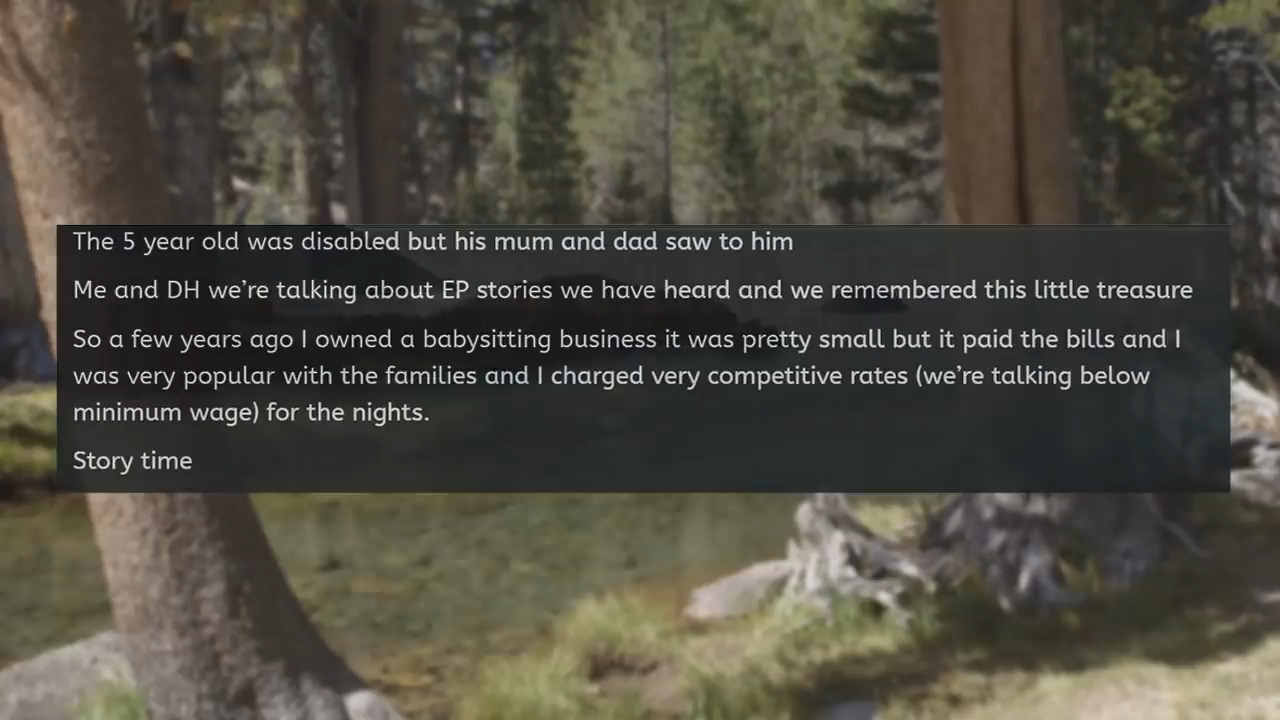 The 5 year old was disabled but his mum and dad saw to him
Me and DH we’re talking about EP stories we have heard and we remembered this little treasure
So a few years ago I owned a babysitting business it was pretty small but it paid the bills and I
was very popular with the families and I charged very competitive rates (we’re talking below
minimum wage) for the nights.
Story time